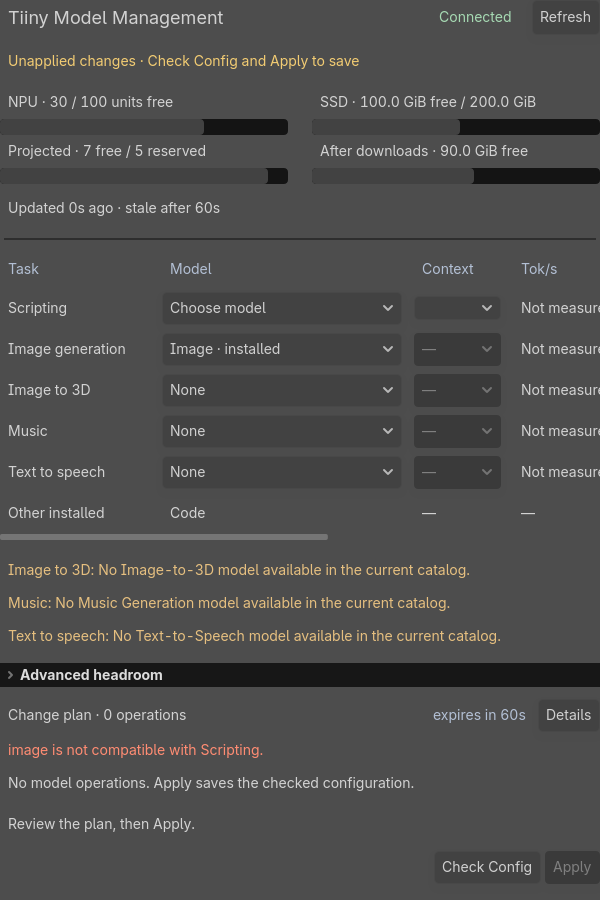 Tiiny Model Management
Connected
Refresh
Unapplied changes · Check Config and Apply to save
NPU · 30 / 100 units free
SSD · 100.0 GiB free / 200.0 GiB
Projected · 7 free / 5 reserved
After downloads · 90.0 GiB free
Updated 0s ago · stale after 60s
Task Model Context Tok/s
Scripting Choose model Not measure
Image generation Image · installed — Not measure
Image to 3D None — Not measure
Music None — Not measure
Text to speech None — Not measure
Other installed Code — —
Image to 3D: No Image-to-3D model available in the current catalog.
Music: No Music Generation model available in the current catalog.
Text to speech: No Text-to-Speech model available in the current catalog.
Advanced headroom
Change plan · 0 operations
expires in 60s
Details
image is not compatible with Scripting.
No model operations. Apply saves the checked configuration.
Review the plan, then Apply.
Check Config
Apply